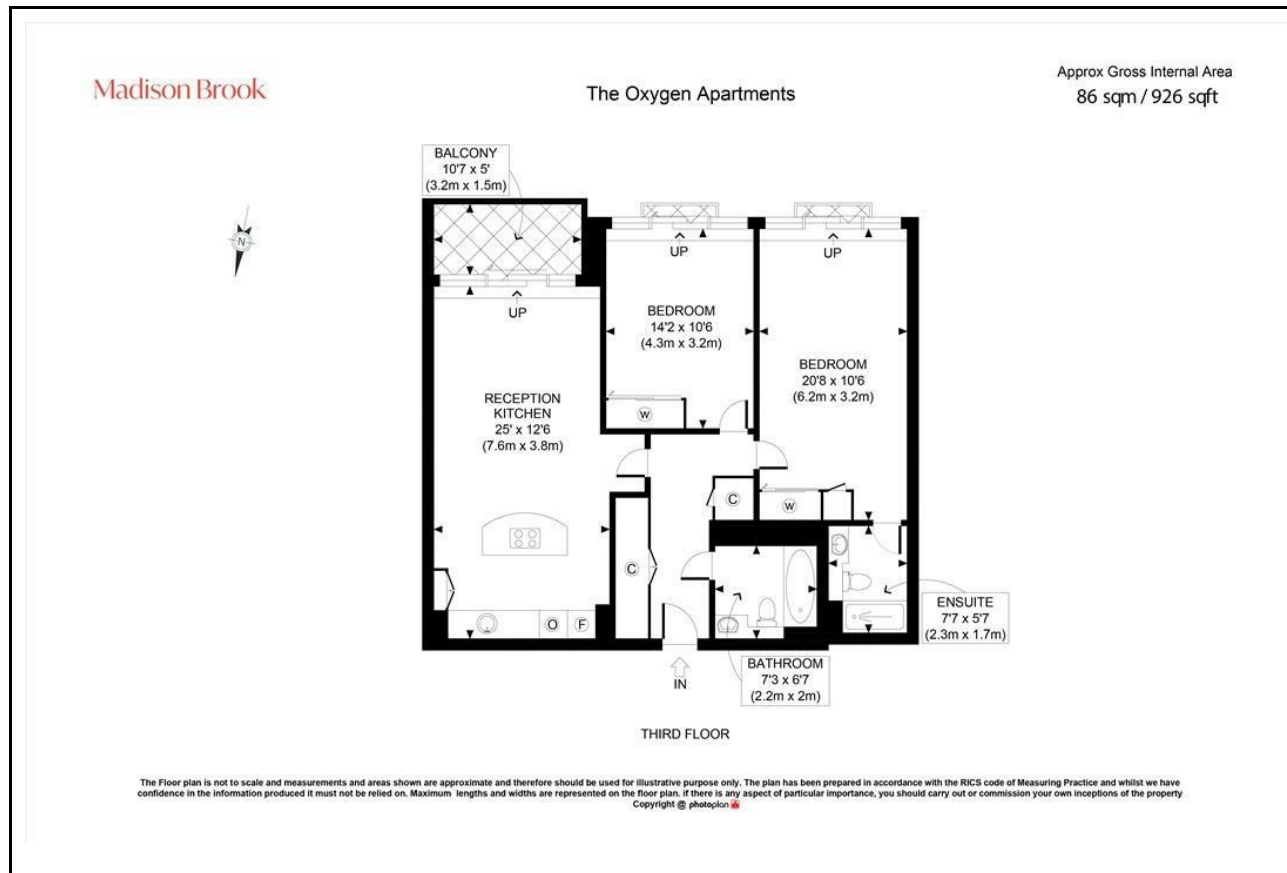 Madison Brook
The Oxygen Apartments
Approx Gross Internal Area
86 sqm / 926 sqft
BALCONY
10'7 x 5'
(3.2m x 1.5m)
N
UP
UP
UP
BEDROOM
14'2 x 10'6
(4.3m x 3.2m)
BEDROOM
20'8 x 10'6
(6.2m x 3.2m)
RECEPTION
KITCHEN
25' x 12'6
(7.6m x 3.8m)
W
W
C
C
O
F
ENSUITE
7'7 x 5'7
(2.3m x 1.7m)
BATHROOM
7'3 x 6'7
(2.2m x 2m)
IN
THIRD FLOOR
The Floor plan is not to scale and measurements and areas shown are approximate and therefore should be used for illustrative purpose only. The plan has been prepared in accordance with the RICS code of Measuring Practice and whilst we have
confidence in the information produced it must not be relied on. Maximum lengths and widths are represented on the floor plan. if there is any aspect of particular importance, you should carry out or commission your own inceptions of the property
Copyright @ photoplan